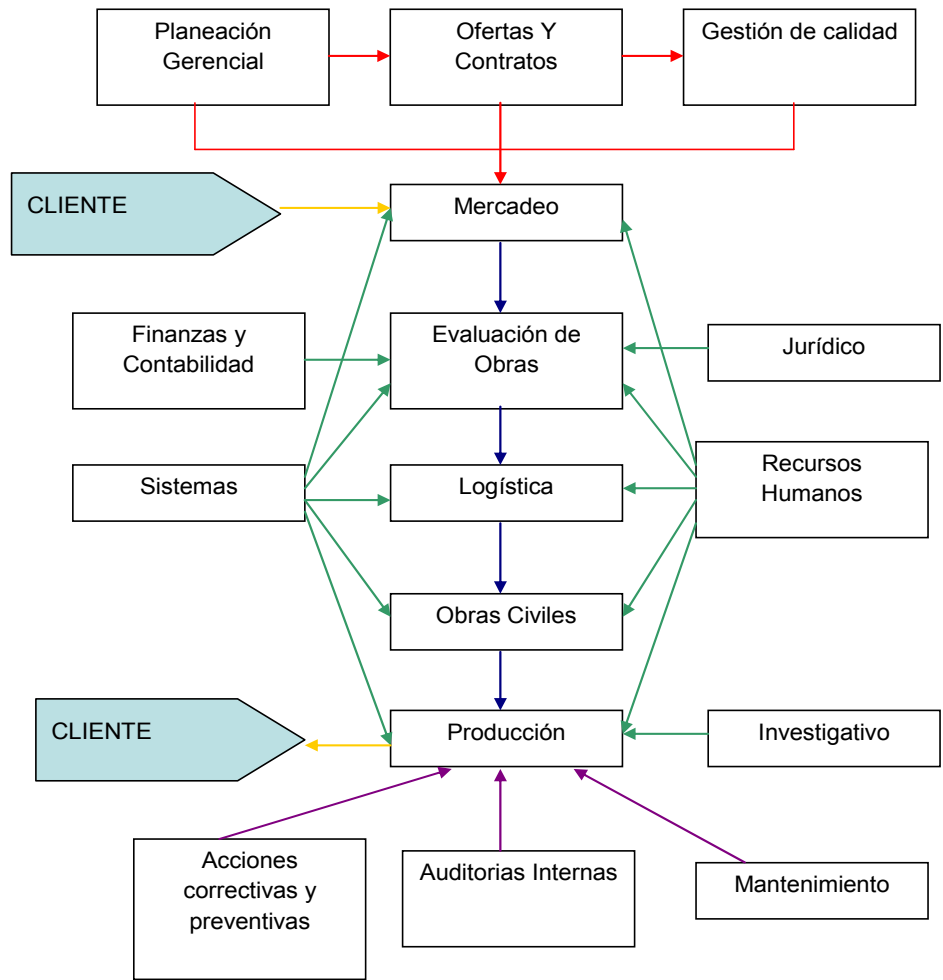 Planeación
Gerencial
Ofertas Y
Contratos
Gestión de calidad
CLIENTE
Mercadeo
Finanzas y
Contabilidad
Evaluación de
Obras
Jurídico
Sistemas
Logística
Recursos
Humanos
Obras Civiles
CLIENTE
Producción
Investigativo
Acciones
correctivas y
preventivas
Auditorias Internas
Mantenimiento